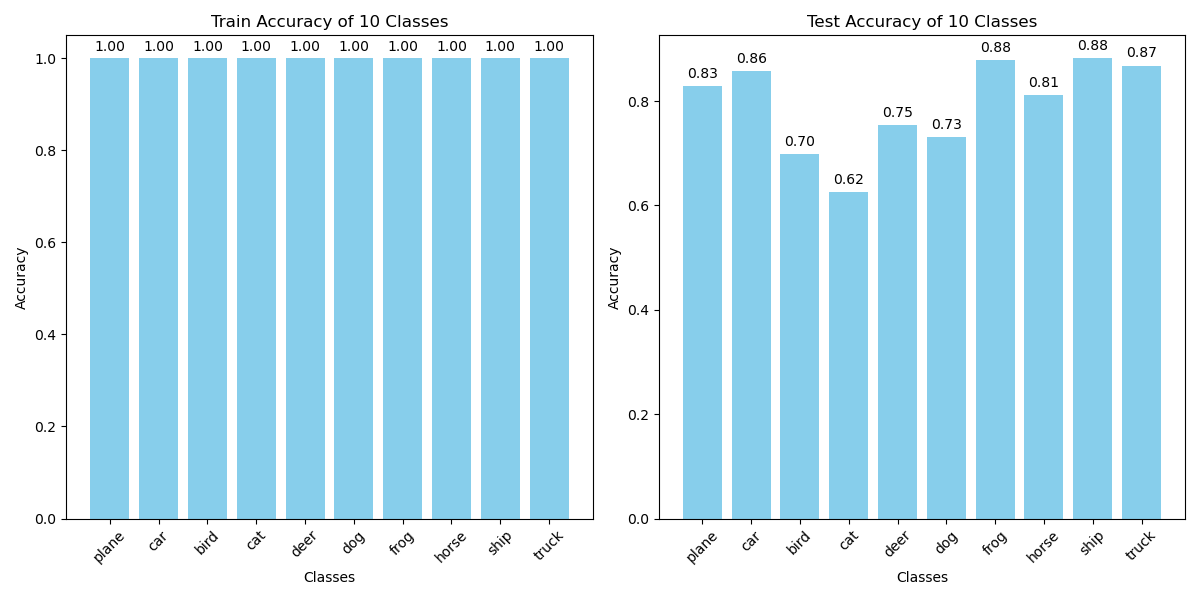 Train Accuracy of 10 Classes
1.00 1.00 1.00 1.00 1.00 1.00 1.00 1.00 1.00 1.00
1.0
0.8
0.6
0.4
0.2
0.0
Accuracy
plane car bird cat deer dog frog horse ship truck
Classes
Test Accuracy of 10 Classes
0.83 0.86 0.70 0.62 0.75 0.73 0.88 0.81 0.88 0.87
0.8
0.6
0.4
0.2
0.0
Accuracy
plane car bird cat deer dog frog horse ship truck
Classes